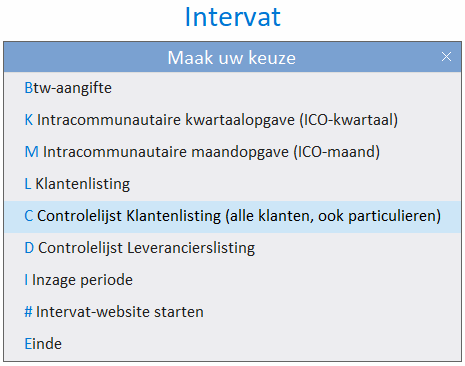 Intervat
Maak uw keuze
Btw-aangifte
K Intracommunautaire kwartaalopgave (ICO-kwartaal)
M Intracommunautaire maandopgave (ICO-maand)
L Klantenlisting
C Controlelijst Klantenlisting (alle klanten, ook particulieren)
D Controlelijst Leverancierslisting
I Inzage periode
# Intervat-website starten
Einde